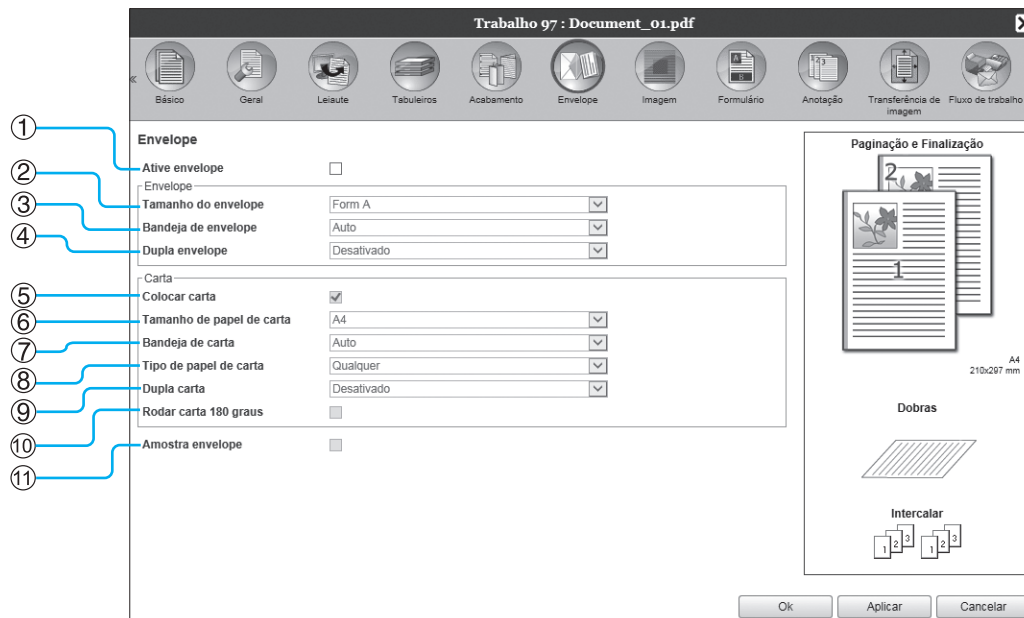 Trabalho 97 : Document_01.pdf
«
Básico
Geral
Leiaute
Tabuleiros
Acabamento
Envelope
Imagem
Formulário
Anotação
Transferência de
imagem
Fluxo de trabalho
① 
②
③
④
⑤
⑥
⑦
⑧
⑨
⑩
⑪
Envelope
Ative envelope
Envelope
Tamanho do envelope Form A
Bandeja de envelope Auto
Dupla envelope Desativado
Carta
Colocar carta
Tamanho de papel de carta A4
Bandeja de carta Auto
Tipo de papel de carta Qualquer
Dupla carta Desativado
Rodar carta 180 graus
Amostra envelope
Paginação e Finalização
2
1
A4
210x297 mm
Dobras
Intercalar
1 2 3 1 2 3
Ok Aplicar Cancelar